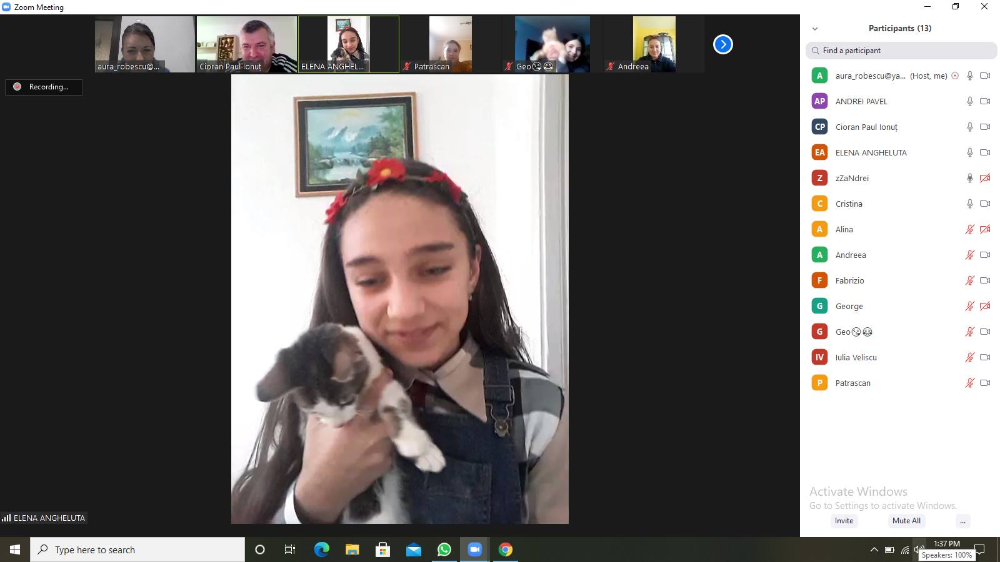 Zoom Meeting
aura_robescu@...
Cioran Paul Ionuț
ELENA ANGHEL...
Patrascan
Geo😘😂
Andreea
Recording...
ELENA ANGHELUTA
Participants (13)
Find a participant
A aura_robescu@ya... (Host, me)
AP ANDREI PAVEL
CP Cioran Paul Ionuț
EA ELENA ANGHELUTA
Z zZaNdrei
C Cristina
A Alina
A Andreea
F Fabrizio
G George
G Geo😘😂
IV Iulia Veliscu
P Patrascan
Activate Windows
Go to Settings to activate Windows.
Invite Mute All ...
Type here to search
1:37 PM
Speakers: 100%